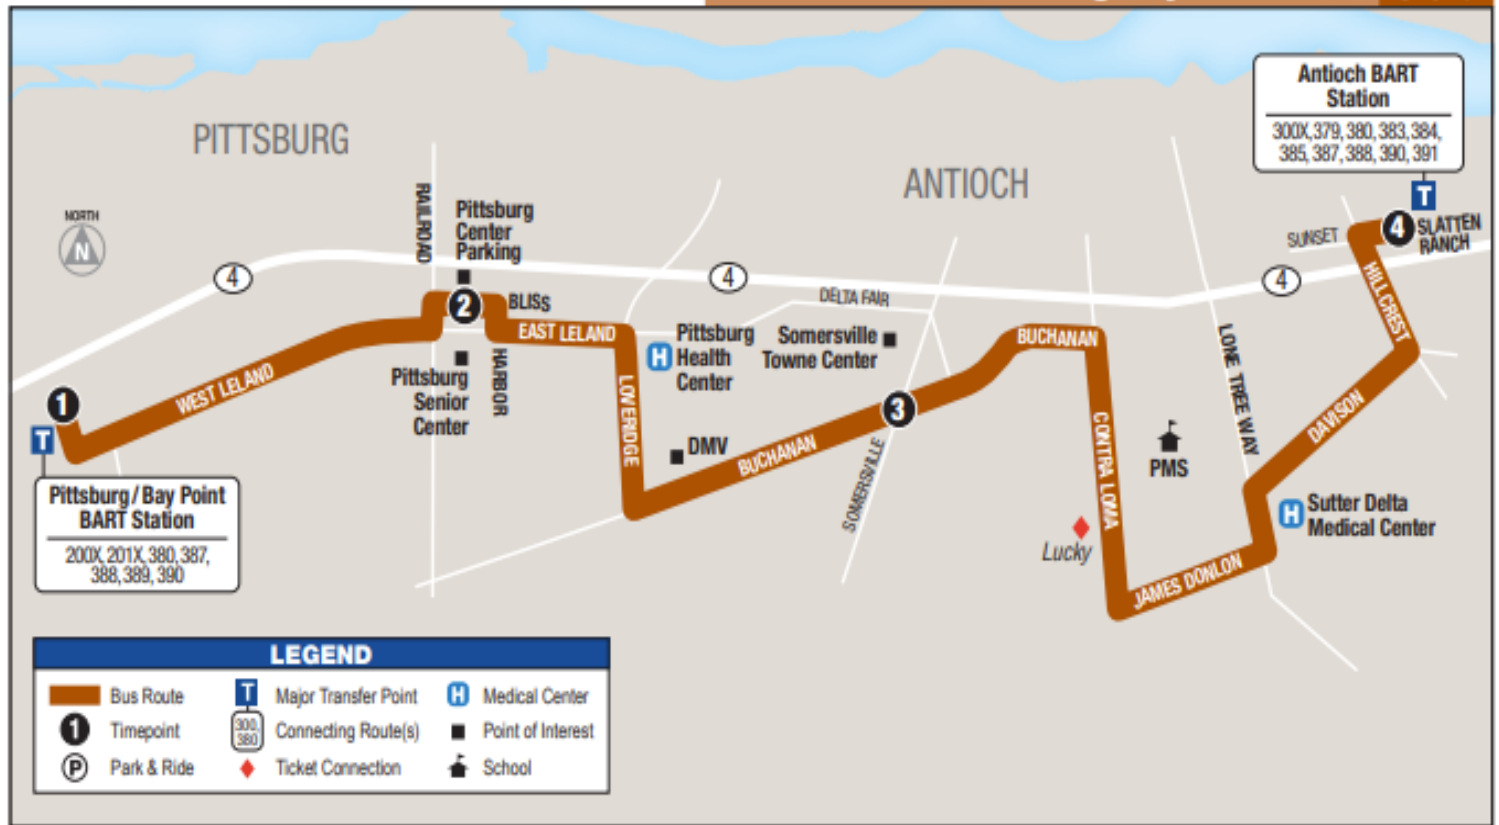 PITTSBURG
ANTIOCH
Antioch BART
Station
300X, 379, 380, 383, 384,
385, 387, 388, 390, 391
T
4
SLATTEN
RANCH
SUNSET
HILLCREST
NORTH
N
RAILROAD
Pittsburg
Center
Parking
4
4
4
2
BLISS
EAST LELAND
HARBOR
DELTA FAIR
H
Pittsburg
Health
Center
Somersville
Towne Center
BUCHANAN
LONE TREE WAY
WEST LELAND
Pittsburg
Senior
Center
LOVERIDGE
1
T
3
DMV
BUCHANAN
SOMERSVILLE
CONTRA LOMA
PMS
DAVISON
Pittsburg / Bay Point
BART Station
200X, 201X, 380, 387,
388, 389, 390
Lucky
H
Sutter Delta
Medical Center
JAMES DONLON
LEGEND
Bus Route
T
Major Transfer Point
H
Medical Center
1
Timepoint
300,
380
Connecting Route(s)
Point of Interest
P
Park & Ride
Ticket Connection
School